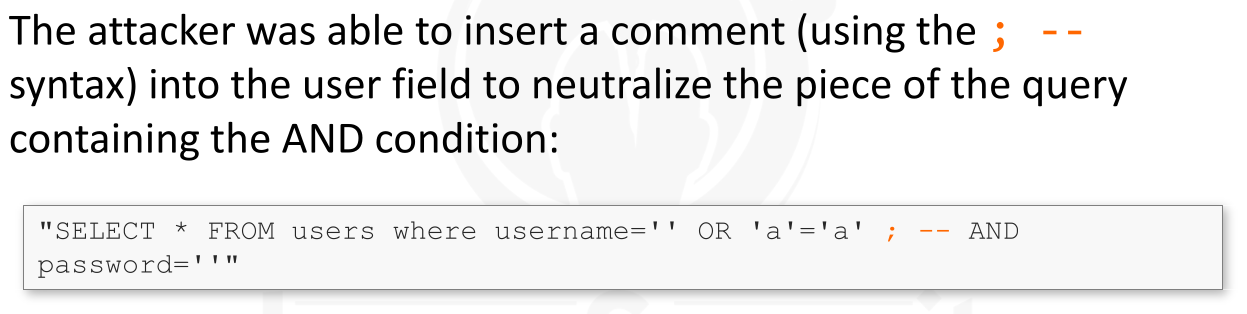 The attacker was able to insert a comment (using the ; --
syntax) into the user field to neutralize the piece of the query
containing the AND condition:
"SELECT * FROM users where username='' OR 'a'='a' ; -- AND
password=''"